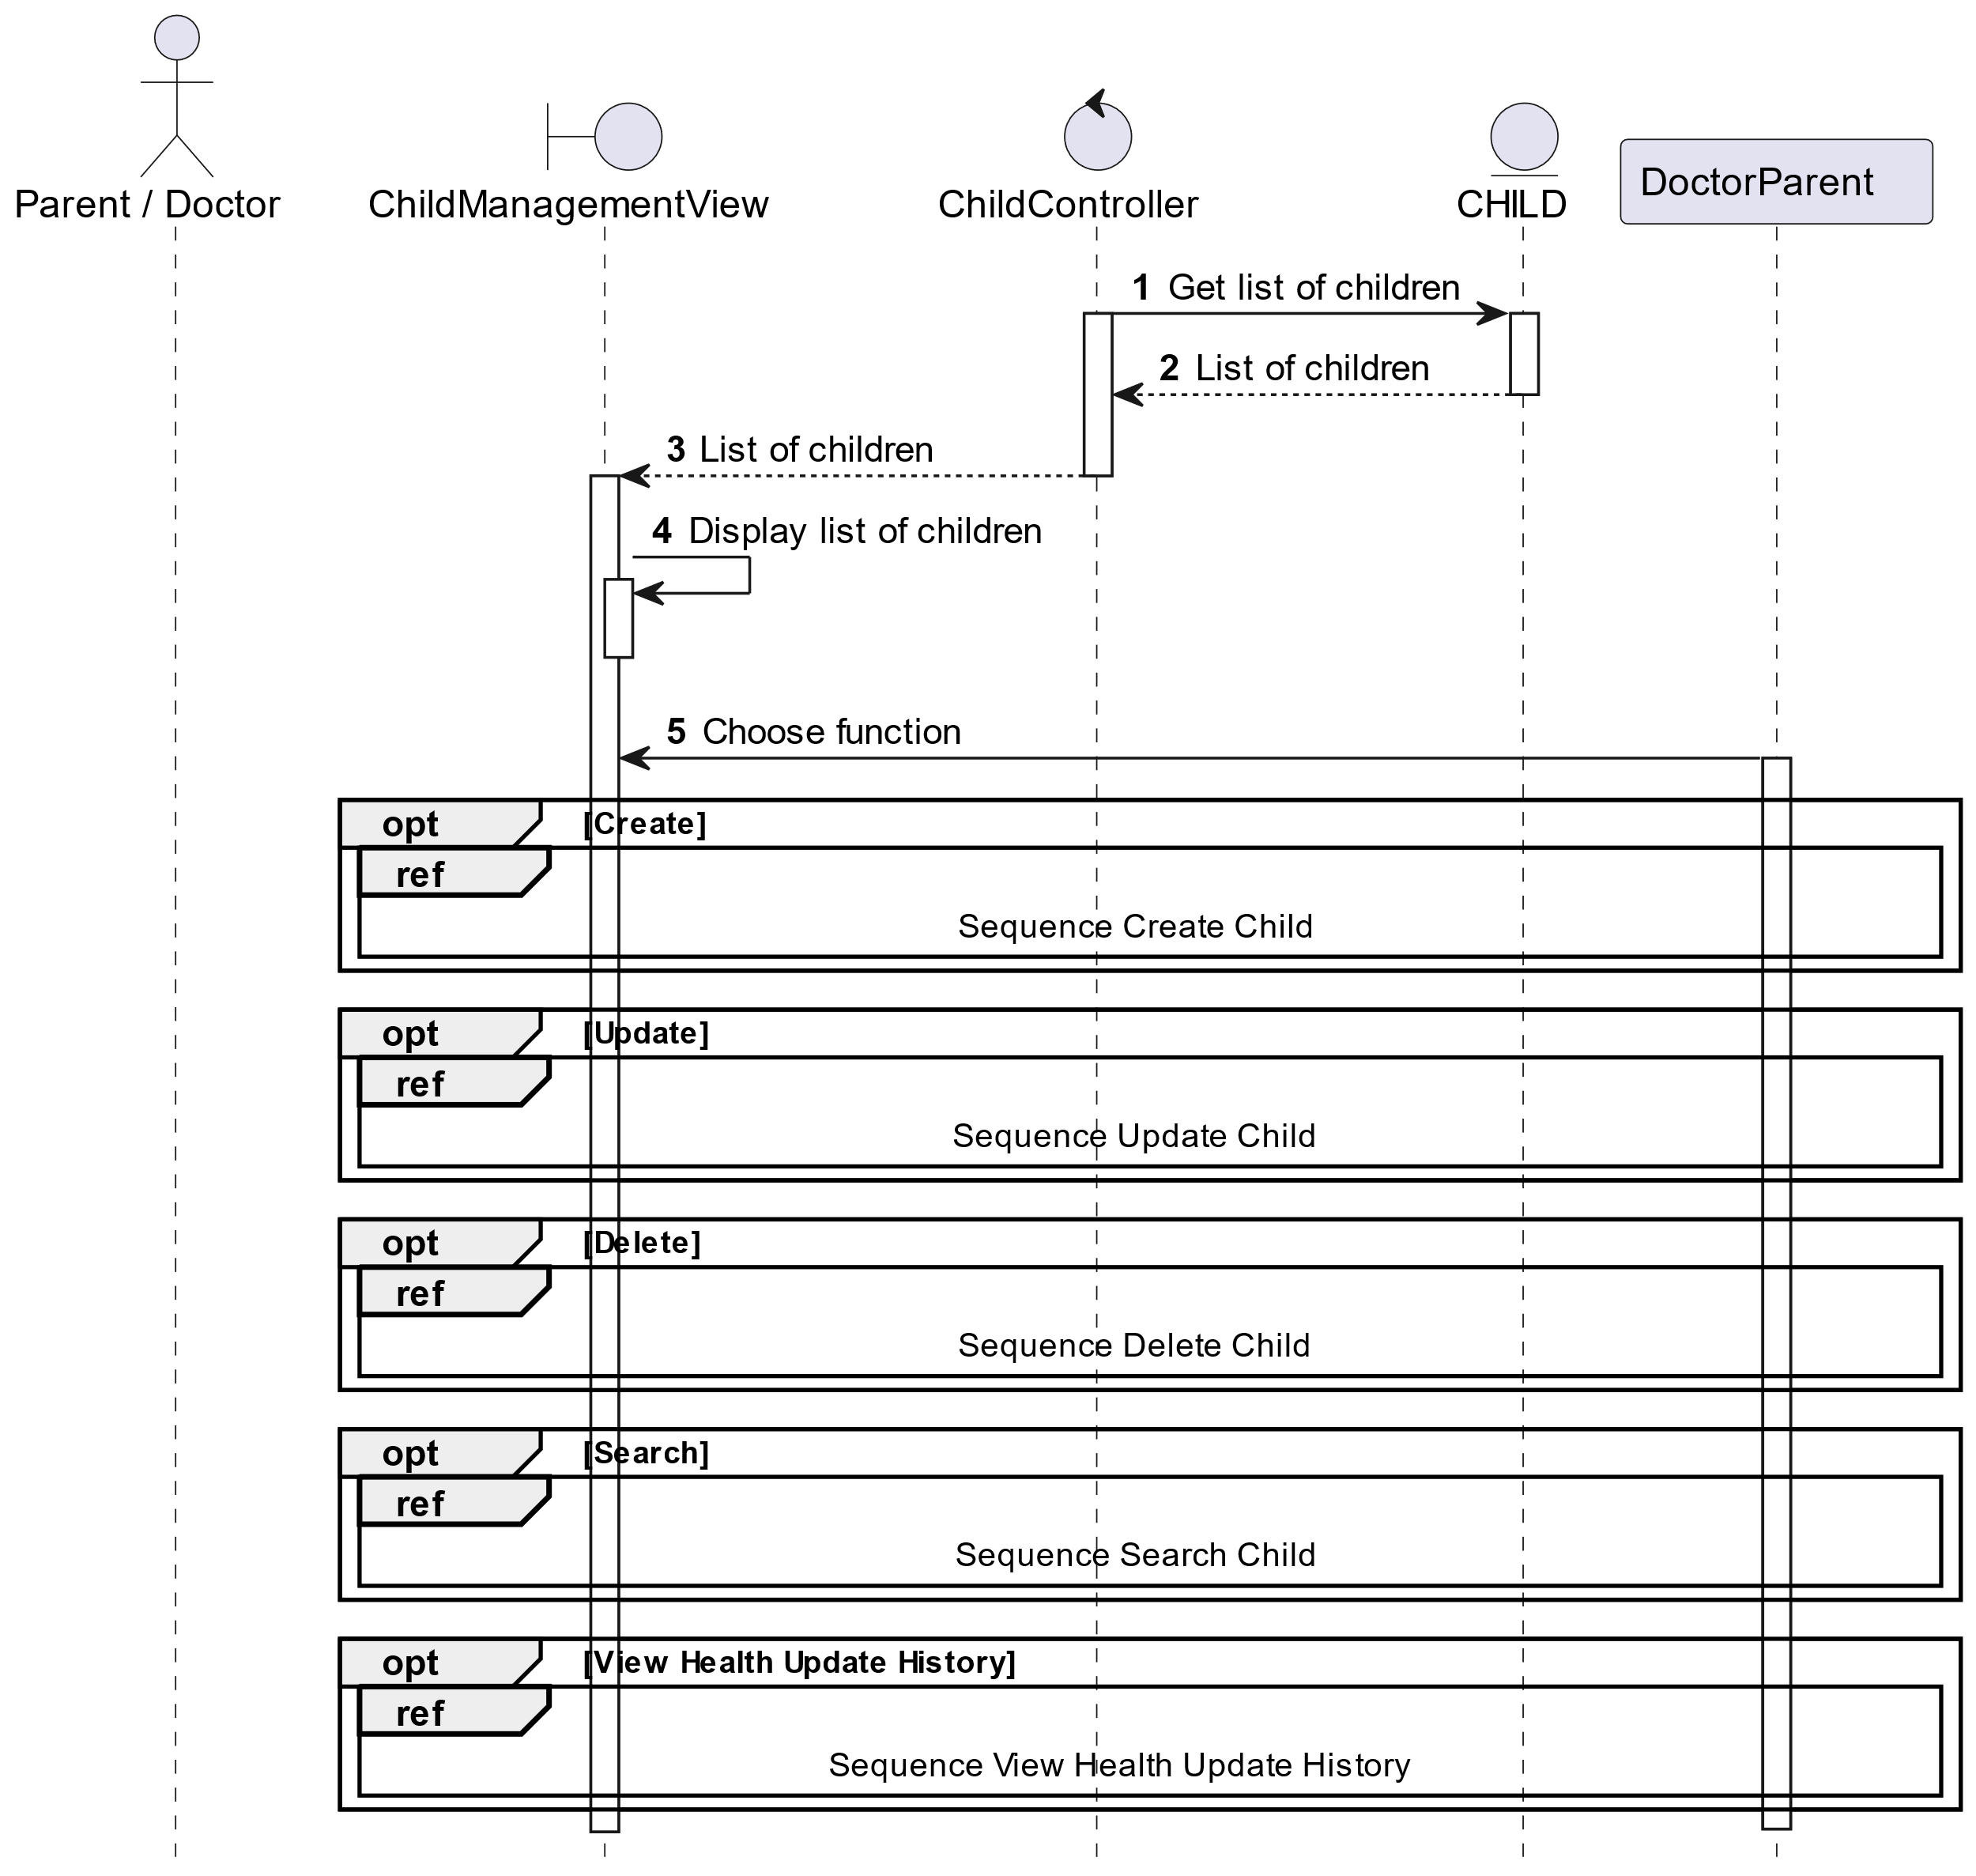 Parent / Doctor
ChildManagementView
ChildController
CHILD
DoctorParent
1 Get list of children
2 List of children
3 List of children
4 Display list of children
5 Choose function
opt [Create]
ref
Sequence Create Child
opt [Update]
ref
Sequence Update Child
opt [Delete]
ref
Sequence Delete Child
opt [Search]
ref
Sequence Search Child
opt [View Health Update History]
ref
Sequence View Health Update History